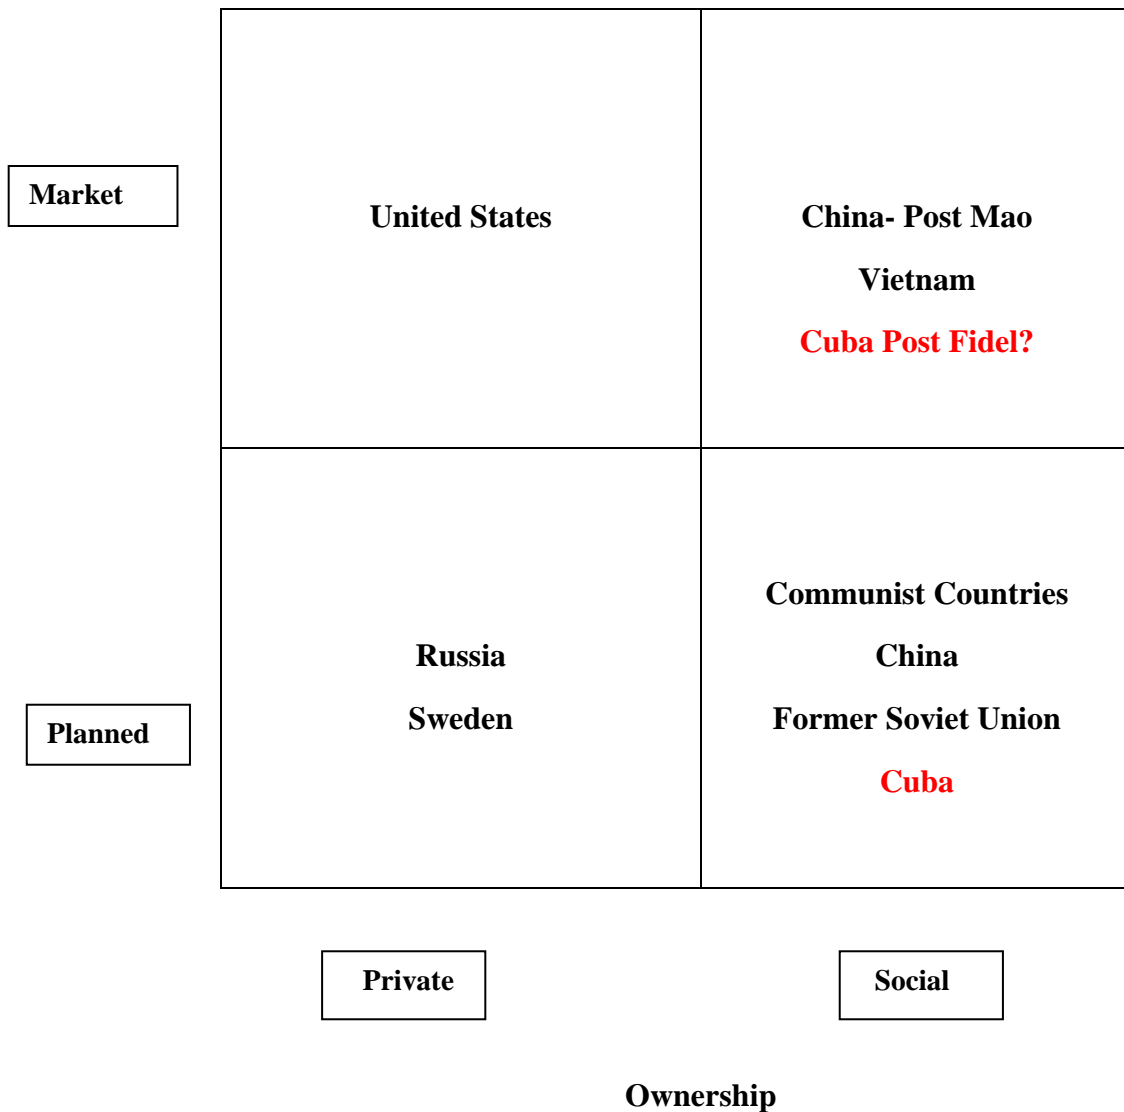 Market
United States
China- Post Mao
Vietnam
Cuba Post Fidel?
Planned
Russia
Sweden
Communist Countries
China
Former Soviet Union
Cuba
Private
Social
Ownership